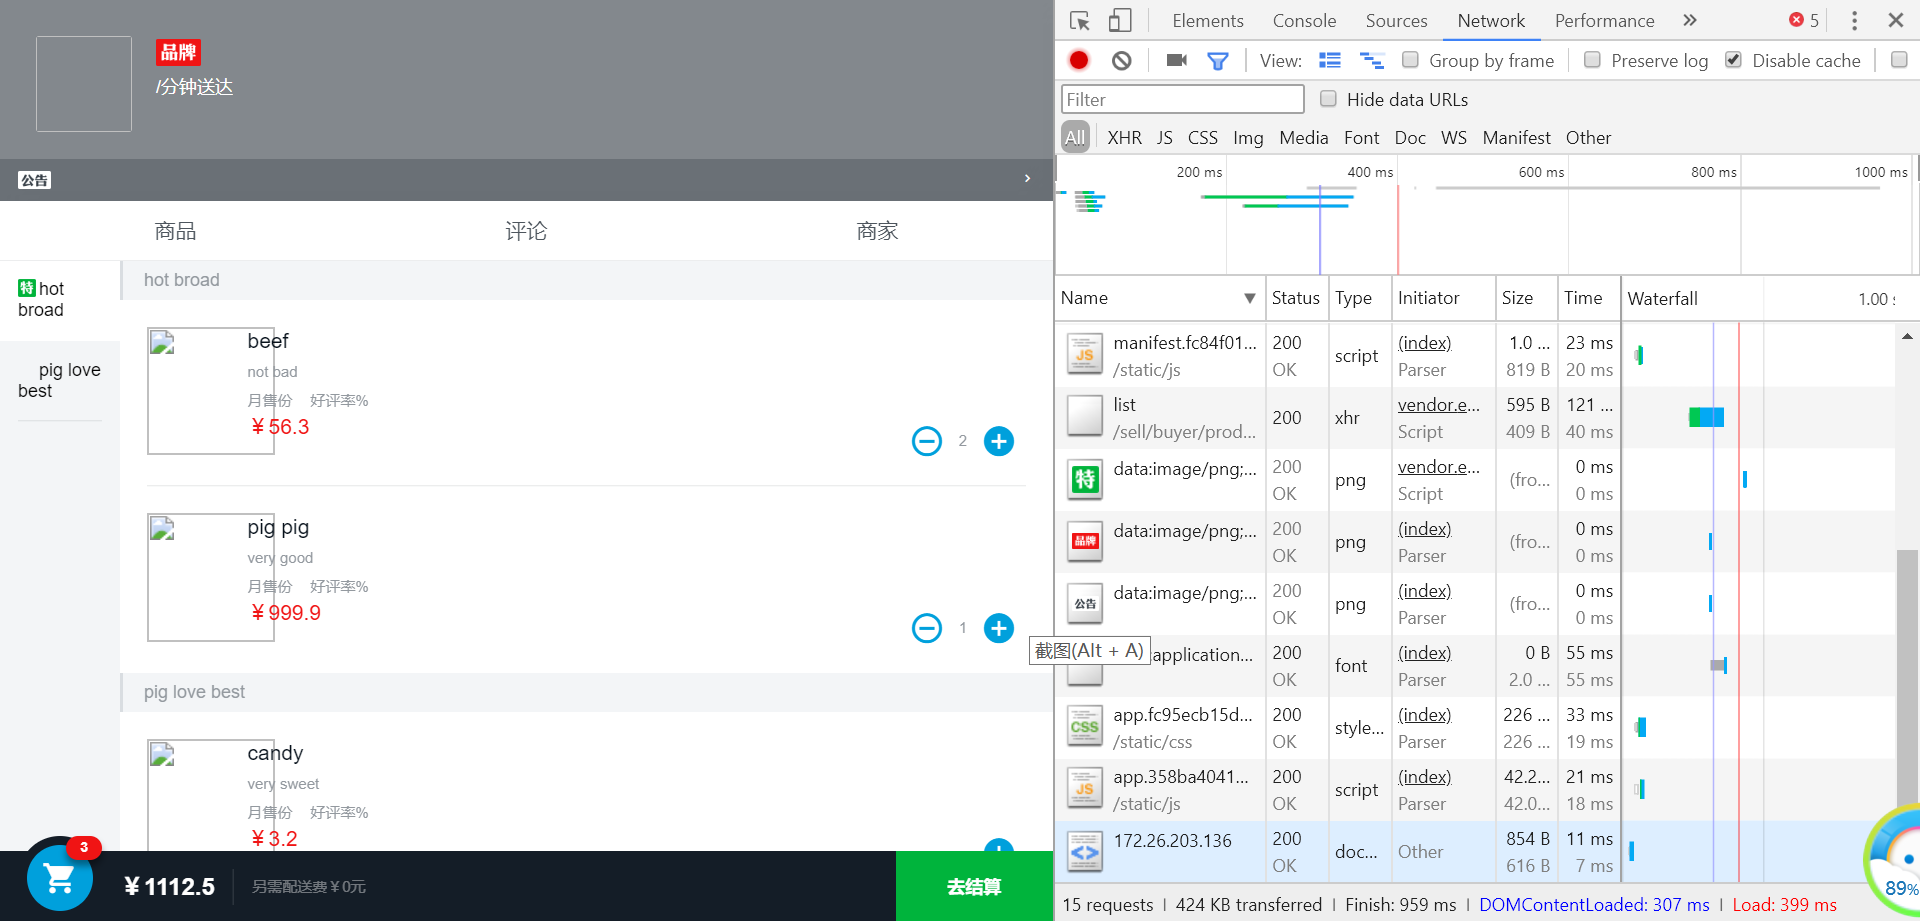 品牌
/分钟送达
公告
商品 评论 商家
特 hot broad
pig love best
hot broad
beef
not bad
月售份 好评率%
￥56.3
2
pig pig
very good
月售份 好评率%
￥999.9
1
pig love best
candy
very sweet
月售份 好评率%
￥3.2
3
￥1112.5
另需配送费￥0元
去结算
截图(Alt + A)
Elements Console Sources Network Performance » 5
View: Group by frame Preserve log Disable cache
Filter Hide data URLs
All XHR JS CSS Img Media Font Doc WS Manifest Other
200 ms 400 ms 600 ms 800 ms 1000 ms
Name Status Type Initiator Size Time Waterfall 1.00
manifest.fc84f01... 200 script (index) 1.0 ... 23 ms
/static/js OK Parser 819 B 20 ms
list 200 xhr vendor.e... 595 B 121 ...
/sell/buyer/prod... Script 409 B 40 ms
特 data:image/png;... 200 png vendor.e... (fro... 0 ms
OK Script 0 ms
品牌 data:image/png;... 200 png (index) (fro... 0 ms
OK Parser 0 ms
公告 data:image/png;... 200 png (index) (fro... 0 ms
OK Parser 0 ms
application... 200 font (index) 0 B 55 ms
OK Parser 2.0 ... 55 ms
CSS app.fc95ecb15d... 200 style... (index) 226 ... 33 ms
/static/css OK Parser 226 ... 19 ms
JS app.358ba4041... 200 script (index) 42.2... 21 ms
/static/js OK Parser 42.0... 18 ms
172.26.203.136 200 doc... Other 854 B 11 ms
OK 616 B 7 ms
89%
15 requests | 424 KB transferred | Finish: 959 ms | DOMContentLoaded: 307 ms | Load: 399 ms